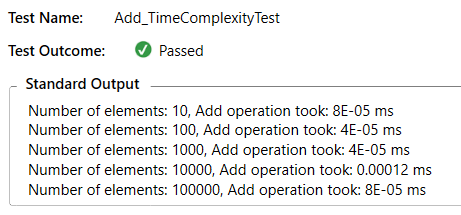 Test Name: Add_TimeComplexityTest
Test Outcome: Passed
Standard Output
Number of elements: 10, Add operation took: 8E-05 ms
Number of elements: 100, Add operation took: 4E-05 ms
Number of elements: 1000, Add operation took: 4E-05 ms
Number of elements: 10000, Add operation took: 0.00012 ms
Number of elements: 100000, Add operation took: 8E-05 ms